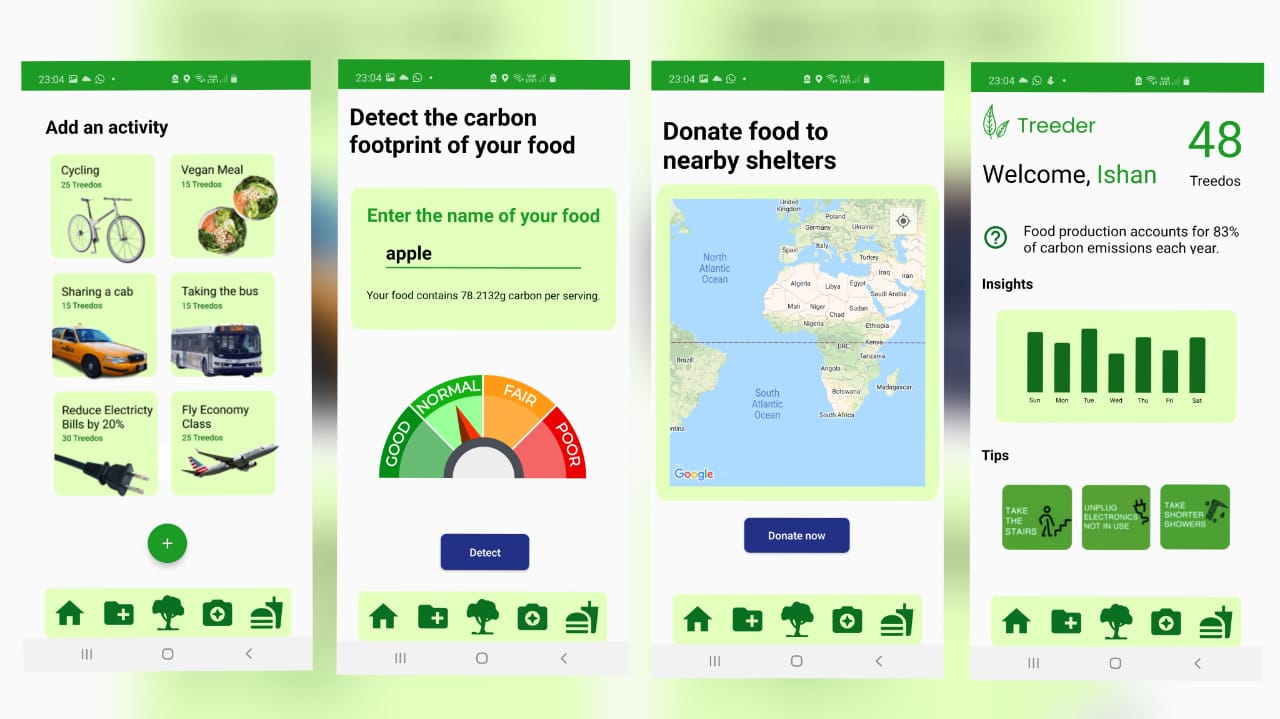 23:04
Add an activity
Cycling
25 Treedos
Vegan Meal
15 Treedos
Sharing a cab
15 Treedos
Taking the bus
15 Treedos
Reduce Electricty
Bills by 20%
30 Treedos
Fly Economy
Class
25 Treedos
+
23:04
Detect the carbon
footprint of your food
Enter the name of your food
apple
Your food contains 78.2132g carbon per serving.
GOOD
NORMAL
FAIR
POOR
Detect
23:04
Donate food to
nearby shelters
United
Kingdom
Poland
Germany
Ukraine
Italy
Spain
Turkey
North
Atlantic
Ocean
Iraq
Iran
Algeria
Libya
Egypt
Saudi Arabia
Mali
Niger
Sudan
Chad
Nigeria
Ethiopia
DRC
Kenya
Tanzania
Brazil
Angola
South
Atlantic
Ocean
Botswana
Madagascar
South Africa
ntina
Google
Donate now
23:04
Treeder
48
Treedos
Welcome, Ishan
Food production accounts for 83%
of carbon emissions each year.
Insights
Sun Mon Tue Wed Thu Fri Sat
Tips
TAKE
THE
STAIRS
UNPLUG
ELECTRONICS
NOT IN USE
TAKE
SHORTER
SHOWERS